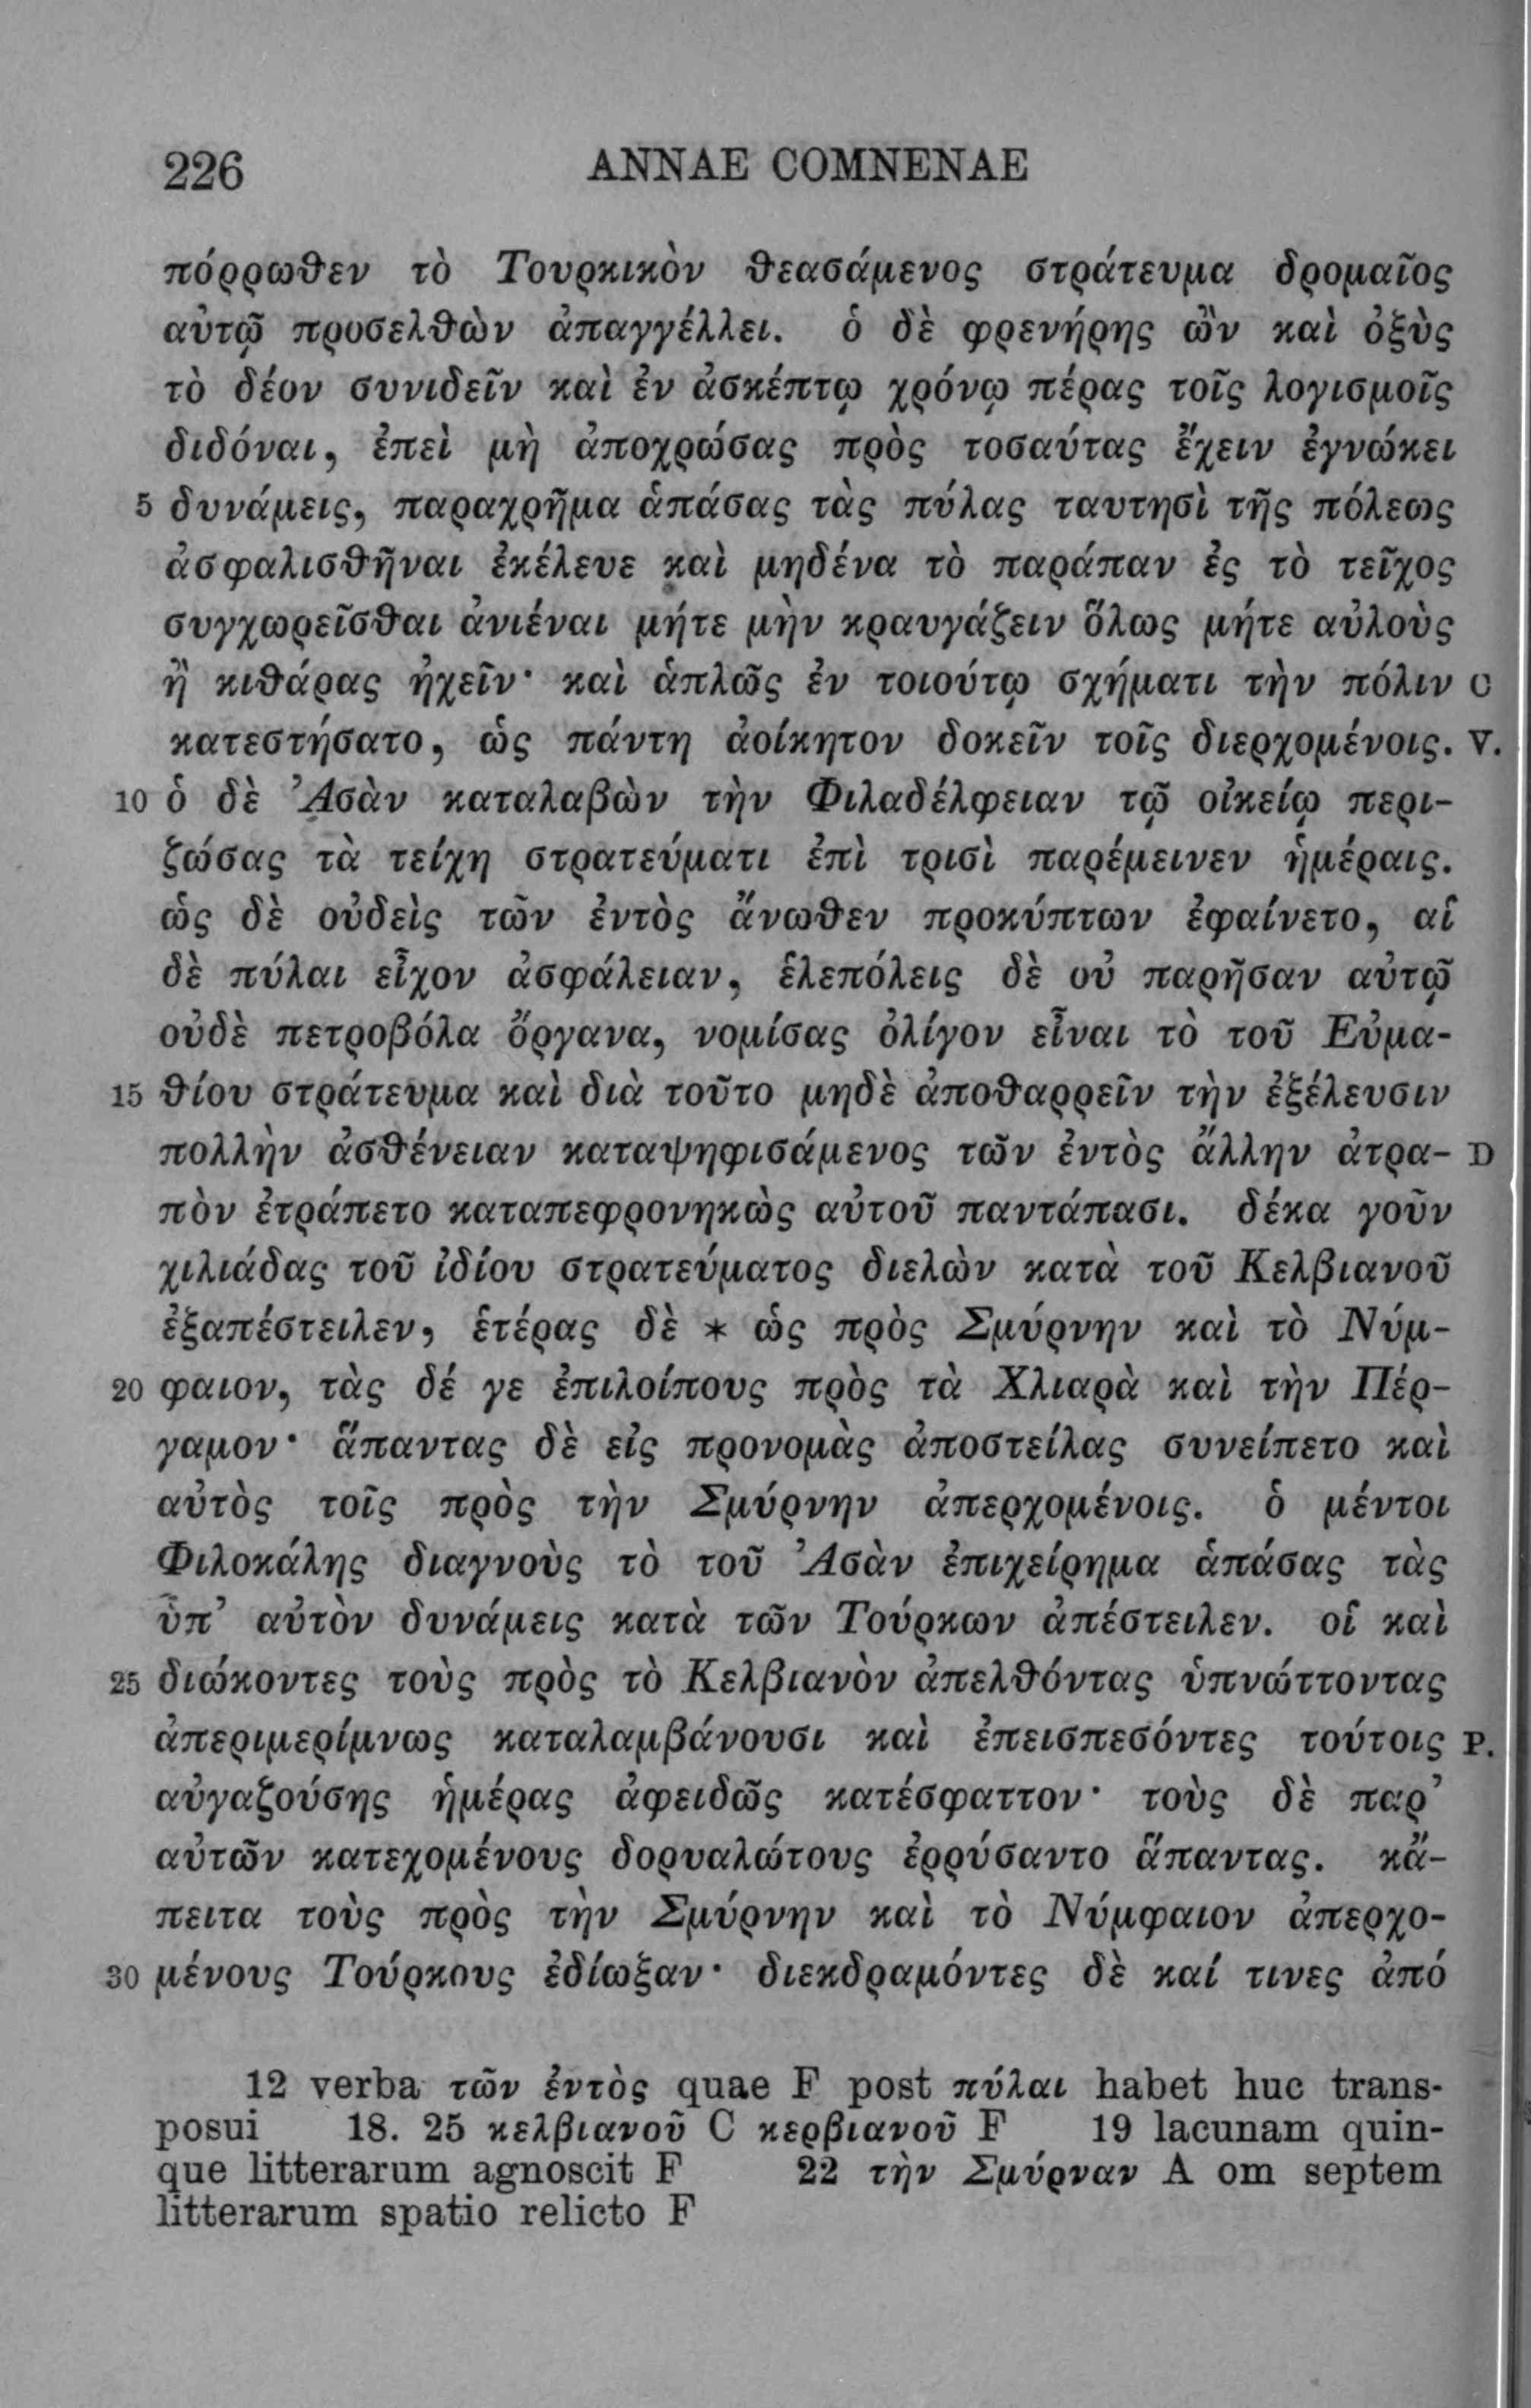 226 ANNAE COMNENAE
πόρρωθεν τὸ Τουρκικὸν θεασάμενος στράτευμα δρομαῖος
αὐτῷ προσελθὼν ἀπαγγέλλει. ὁ δὲ φρενήρης ὢν καὶ ὀξὺς
τὸ δέον συνιδεῖν καὶ ἐν ἀσκέπτῳ χρόνῳ πέρας τοῖς λογισμοῖς
διδόναι, ἐπεὶ μὴ ἀποχρώσας πρὸς τοσαύτας ἔχειν ἐγνώκει
5 δυνάμεις, παραχρῆμα ἁπάσας τὰς πύλας ταυτησὶ τῆς πόλεως
ἀσφαλισθῆναι ἐκέλευε καὶ μηδένα τὸ παράπαν ἐς τὸ τεῖχος
συγχωρεῖσθαι ἀνιέναι μήτε μὴν κραυγάζειν ὅλως μήτε αὐλοὺς
ἢ κιθάρας ἠχεῖν· καὶ ἁπλῶς ἐν τοιούτῳ σχήματι τὴν πόλιν C
κατεστήσατο, ὡς πάντη ἀοίκητον δοκεῖν τοῖς διερχομένοις. V.
10 ὁ δὲ Ἀσὰν καταλαβὼν τὴν Φιλαδέλφειαν τῷ οἰκείῳ περι-
ζώσας τὰ τείχη στρατεύματι ἐπὶ τρισὶ παρέμεινεν ἡμέραις.
ὡς δὲ οὐδεὶς τῶν ἐντὸς ἄνωθεν προκύπτων ἐφαίνετο, αἵ
δὲ πύλαι εἶχον ἀσφάλειαν, ἑλεπόλεις δὲ οὐ παρῆσαν αὐτῷ
οὐδὲ πετροβόλα ὄργανα, νομίσας ὀλίγον εἶναι τὸ τοῦ Εὐμα-
15 θίου στράτευμα καὶ διὰ τοῦτο μηδὲ ἀποθαρρεῖν τὴν ἐξέλευσιν
πολλὴν ἀσθένειαν καταψηφισάμενος τῶν ἐντὸς ἄλλην ἀτρα- D
πὸν ἐτράπετο καταπεφρονηκὼς αὐτοῦ παντάπασι. δέκα γοῦν
χιλιάδας τοῦ ἰδίου στρατεύματος διελὼν κατὰ τοῦ Κελβιανοῦ
ἐξαπέστειλεν, ἑτέρας δὲ * ὡς πρὸς Σμύρνην καὶ τὸ Νύμ-
20 φαιον, τὰς δέ γε ἐπιλοίπους πρὸς τὰ Χλιαρὰ καὶ τὴν Πέρ-
γαμον· ἅπαντας δὲ εἰς προνομὰς ἀποστείλας συνείπετο καὶ
αὐτὸς τοῖς πρὸς τὴν Σμύρνην ἀπερχομένοις. ὁ μέντοι
Φιλοκάλης διαγνοὺς τὸ τοῦ Ἀσὰν ἐπιχείρημα ἁπάσας τὰς
ὑπ’ αὐτὸν δυνάμεις κατὰ τῶν Τούρκων ἀπέστειλεν. οἳ καὶ
25 διώκοντες τοὺς πρὸς τὸ Κελβιανὸν ἀπελθόντας ὑπνώττοντας
ἀπεριμερίμνως καταλαμβάνουσι καὶ ἐπεισπεσόντες τούτοις P.
αὐγαζούσης ἡμέρας ἀφειδῶς κατέσφαττον· τοὺς δὲ παρ’
αὐτῶν κατεχομένους δορυαλώτους ἐρρύσαντο ἅπαντας. κἄ-
πειτα τοὺς πρὸς τὴν Σμύρνην καὶ τὸ Νύμφαιον ἀπερχο-
30 μένους Τούρκους ἐδίωξαν· διεκδραμόντες δὲ καί τινες ἀπό
12 verba τῶν ἐντὸς quae F post πύλαι habet huc trans-
posui 18. 25 κελβιανοῦ C κερβιανοῦ F 19 lacunam quin-
que litterarum agnoscit F 22 τὴν Σμύρναν A om septem
litterarum spatio relicto F